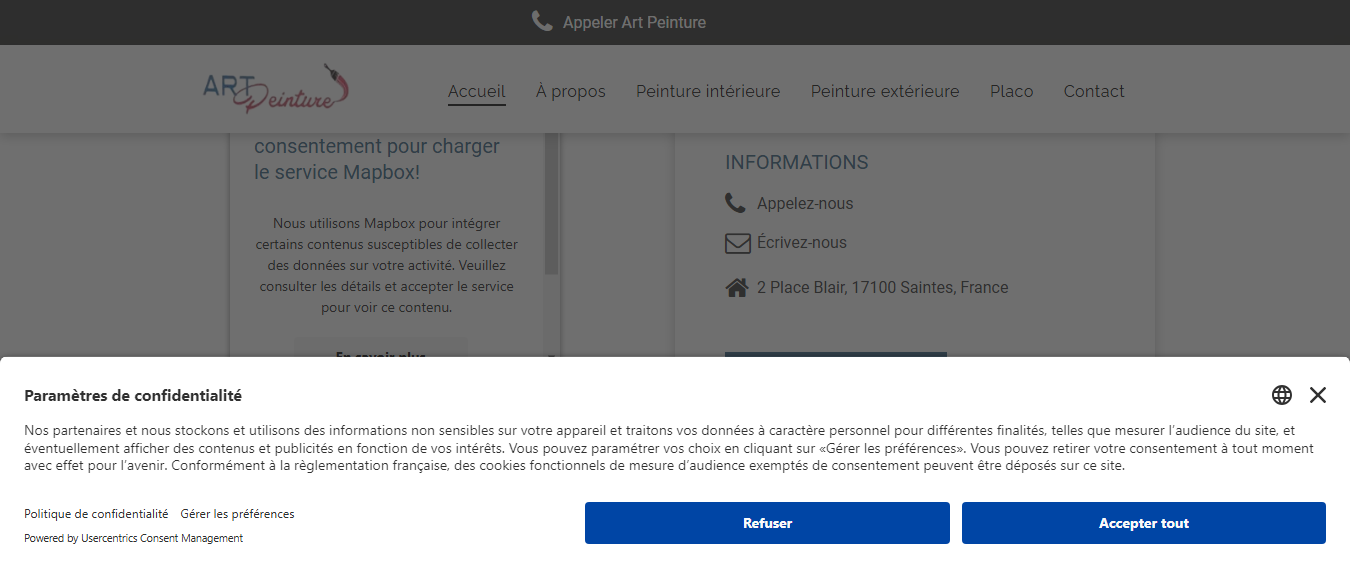 Appeler Art Peinture
ART Peinture
Accueil À propos Peinture intérieure Peinture extérieure Placo Contact
consentement pour charger
le service Mapbox!
Nous utilisons Mapbox pour intégrer
certains contenus susceptibles de collecter
des données sur votre activité. Veuillez
consulter les détails et accepter le service
pour voir ce contenu.
En savoir plus
INFORMATIONS
Appelez-nous
Écrivez-nous
2 Place Blair, 17100 Saintes, France
Paramètres de confidentialité
Nos partenaires et nous stockons et utilisons des informations non sensibles sur votre appareil et traitons vos données à caractère personnel pour différentes finalités, telles que mesurer l’audience du site, et
éventuellement afficher des contenus et publicités en fonction de vos intérêts. Vous pouvez paramétrer vos choix en cliquant sur «Gérer les préférences». Vous pouvez retirer votre consentement à tout moment
avec effet pour l’avenir. Conformément à la règlementation française, des cookies fonctionnels de mesure d’audience exemptés de consentement peuvent être déposés sur ce site.
Politique de confidentialité Gérer les préférences
Powered by Usercentrics Consent Management
Refuser
Accepter tout